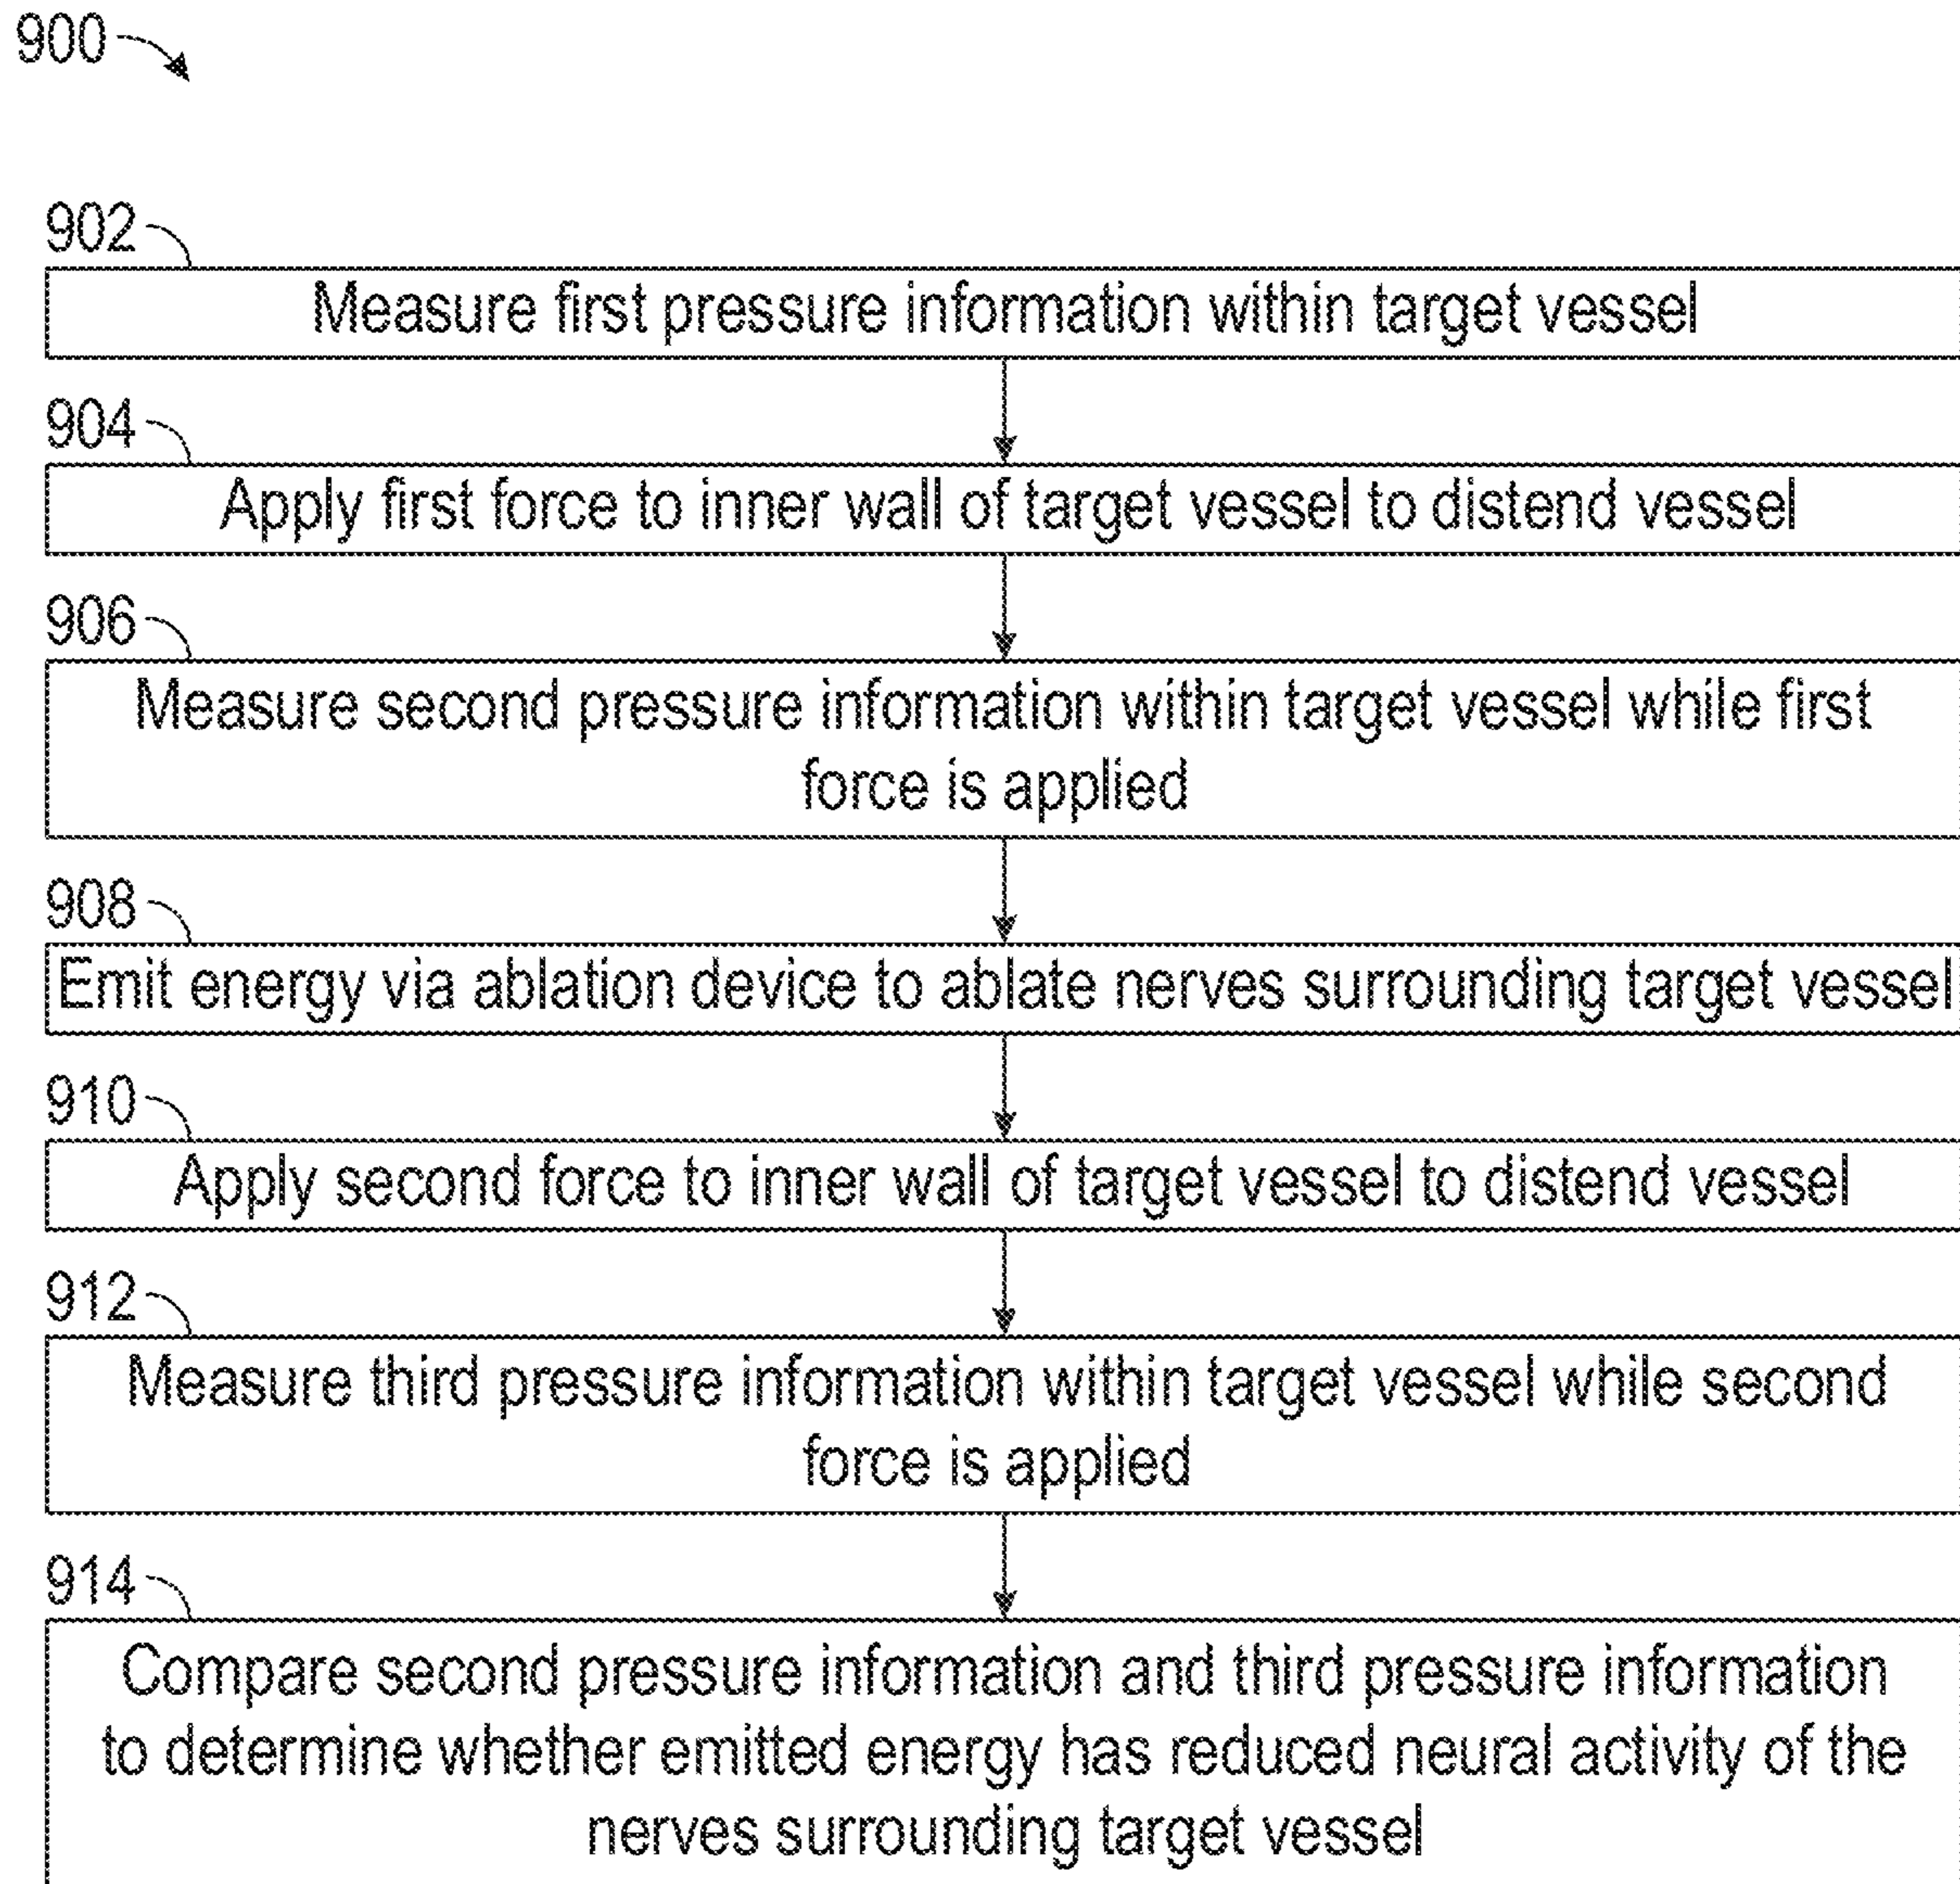 900
902
Measure first pressure information within target vessel
904
Apply first force to inner wall of target vessel to distend vessel
906
Measure second pressure information within target vessel while first
force is applied
908
Emit energy via ablation device to ablate nerves surrounding target vessel
910
Apply second force to inner wall of target vessel to distend vessel
912
Measure third pressure information within target vessel while second
force is applied
914
Compare second pressure information and third pressure information
to determine whether emitted energy has reduced neural activity of the
nerves surrounding target vessel